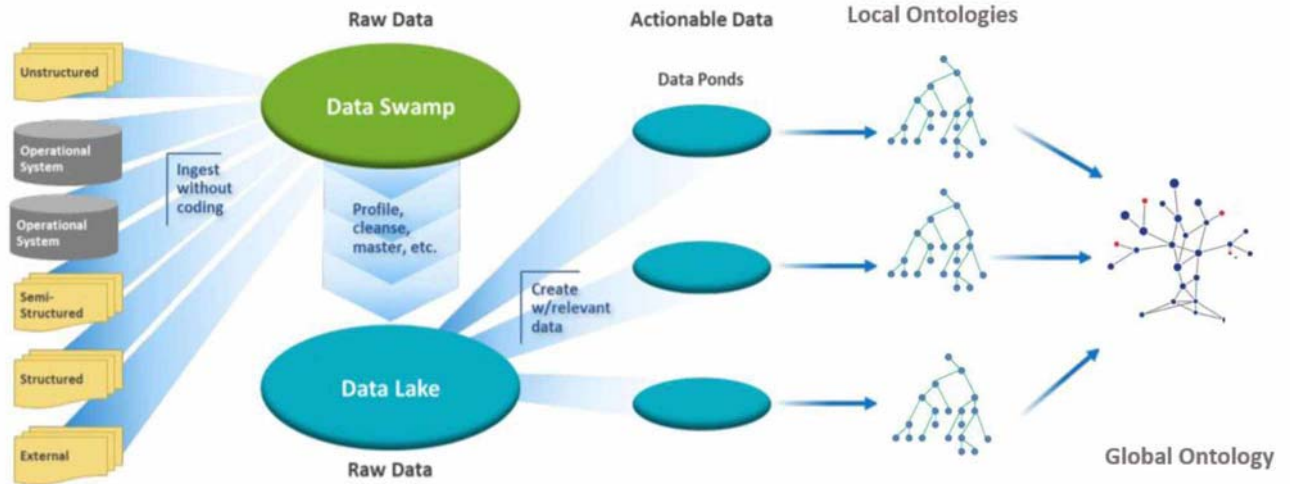 Raw Data
Actionable Data
Local Ontologies
Unstructured
Data Swamp
Data Ponds
Operational
System
Ingest
without
coding
Operational
System
Profile,
cleanse,
master, etc.
Semi-
Structured
Create
w/relevant
data
Structured
Data Lake
External
Raw Data
Global Ontology